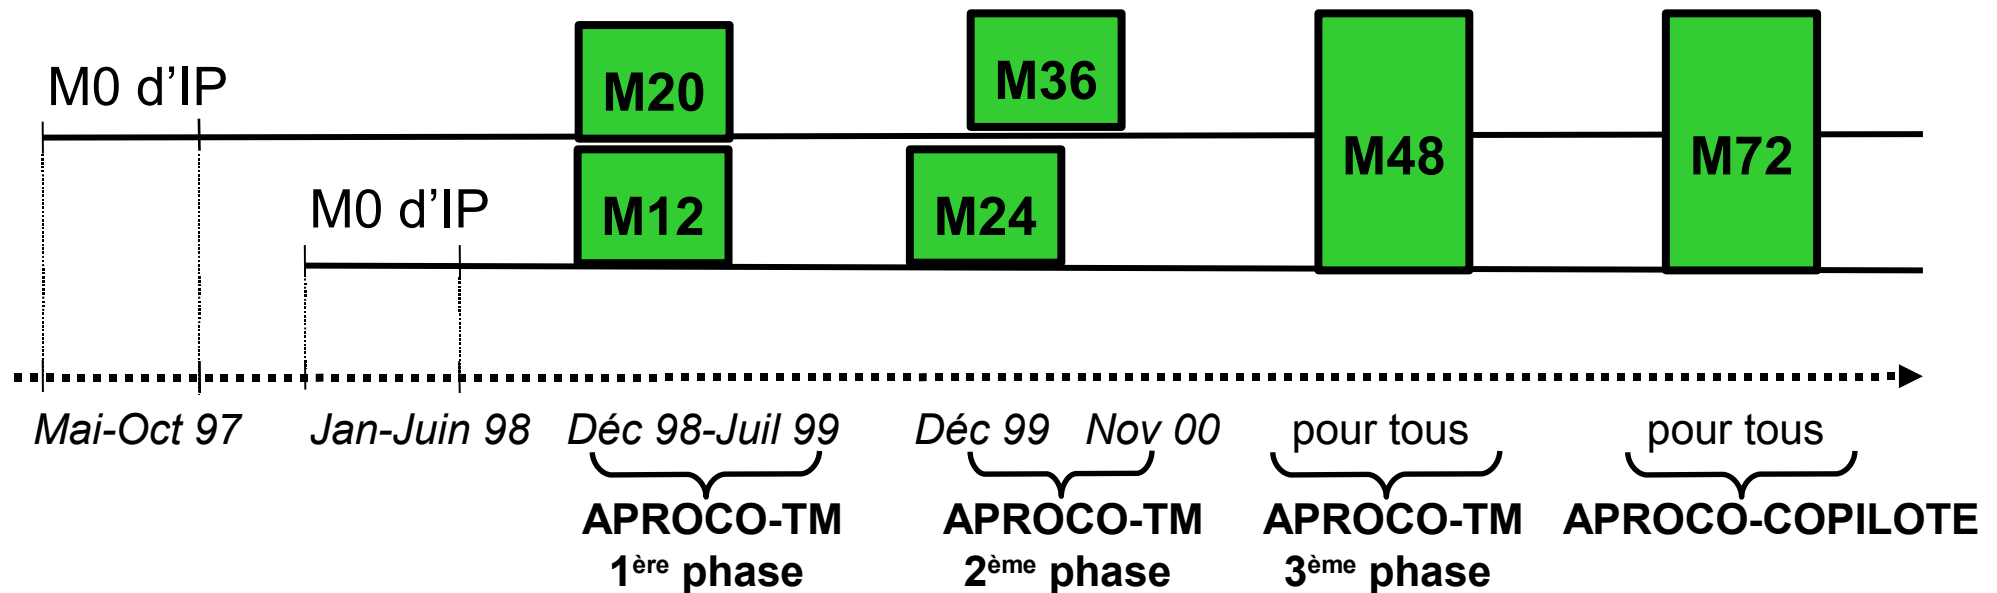 M0 d’IP
M20
M36
M48
M72
M0 d’IP
M12
M24
Mai-Oct 97
Jan-Juin 98
Déc 98-Juil 99
Déc 99
Nov 00
pour tous
pour tous
APROCO-TM
1ère phase
APROCO-TM
2ème phase
APROCO-TM
3ème phase
APROCO-COPILOTE